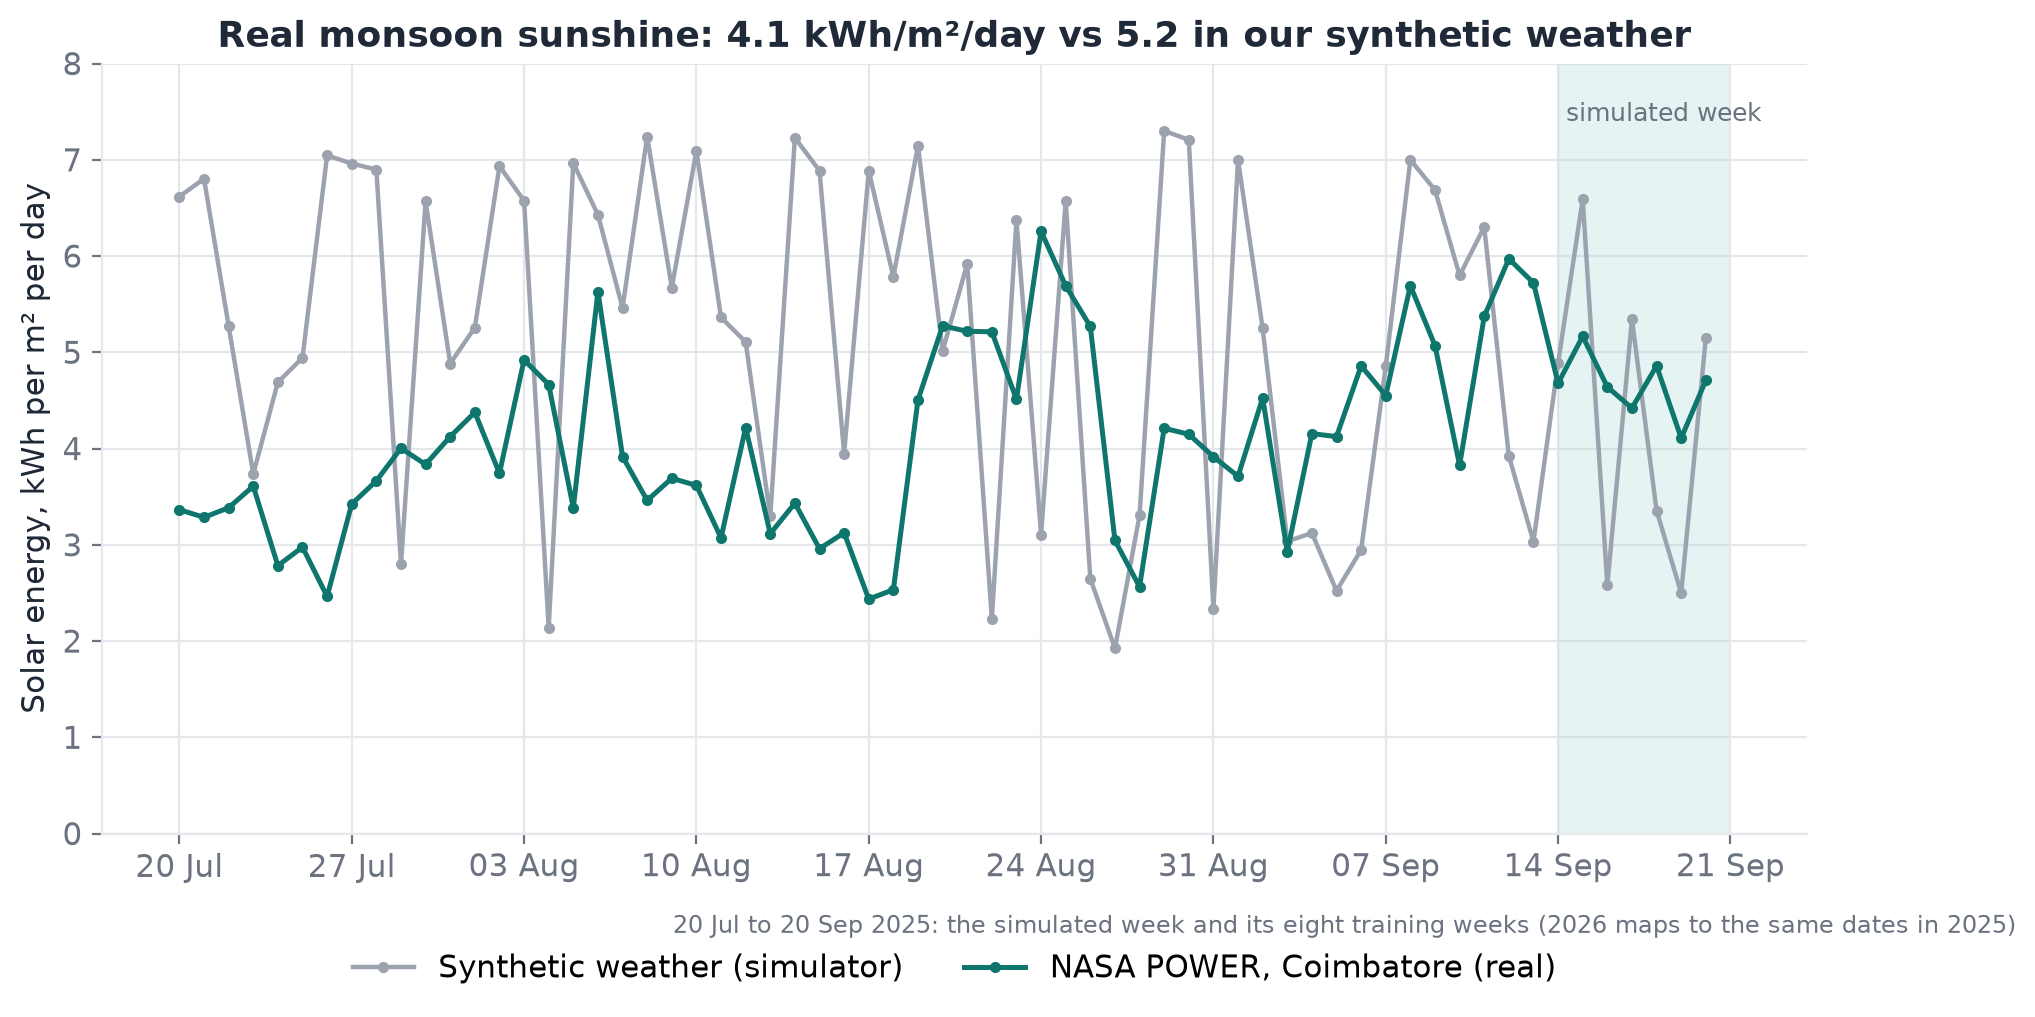 Real monsoon sunshine: 4.1 kWh/m²/day vs 5.2 in our synthetic weather
Solar energy, kWh per m² per day
8
7
6
5
4
3
2
1
0
simulated week
20 Jul 27 Jul 03 Aug 10 Aug 17 Aug 24 Aug 31 Aug 07 Sep 14 Sep 21 Sep
20 Jul to 20 Sep 2025: the simulated week and its eight training weeks (2026 maps to the same dates in 2025)
Synthetic weather (simulator) NASA POWER, Coimbatore (real)